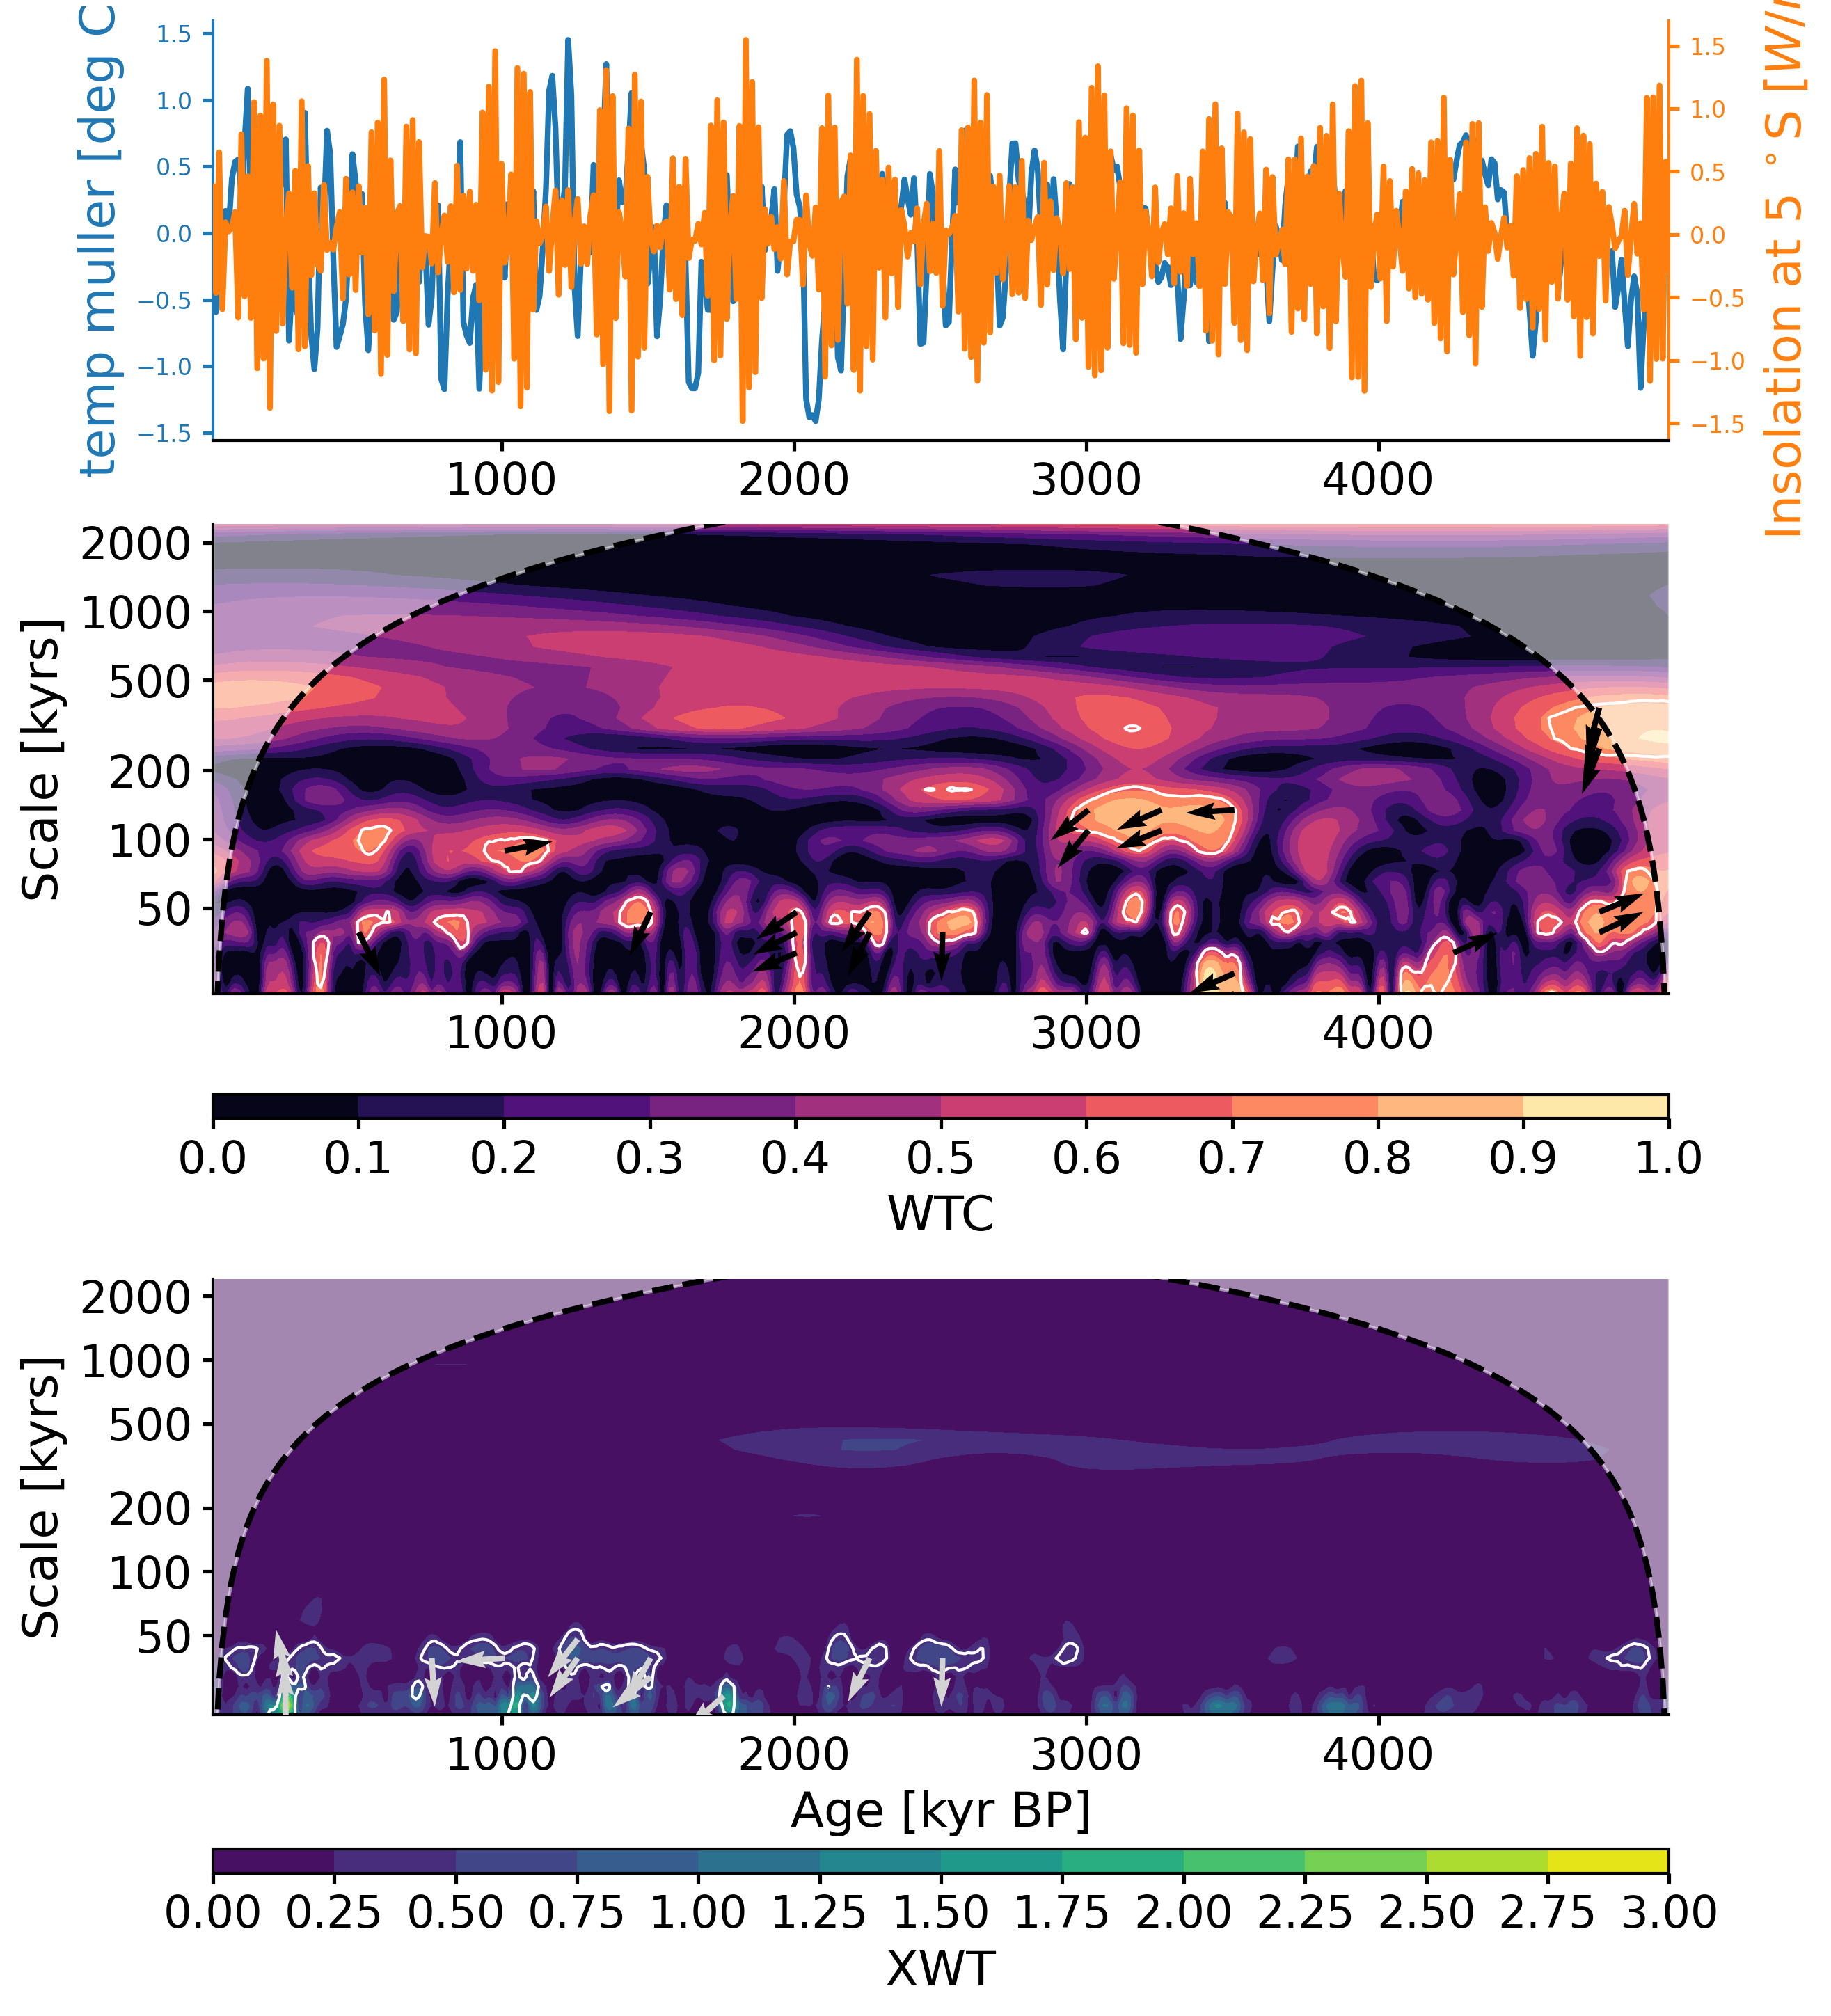 temp muller [deg C
1.5
1.0
0.5
0.0
−0.5
−1.0
−1.5
1.5
1.0
0.5
0.0
−0.5
−1.0
−1.5
Insolation at 5 °S [W/
1000 2000 3000 4000
Scale [kyrs]
2000
1000
500
200
100
50
1000 2000 3000 4000
0.0 0.1 0.2 0.3 0.4 0.5 0.6 0.7 0.8 0.9 1.0
WTC
Scale [kyrs]
2000
1000
500
200
100
50
1000 2000 3000 4000
Age [kyr BP]
0.00 0.25 0.50 0.75 1.00 1.25 1.50 1.75 2.00 2.25 2.50 2.75 3.00
XWT